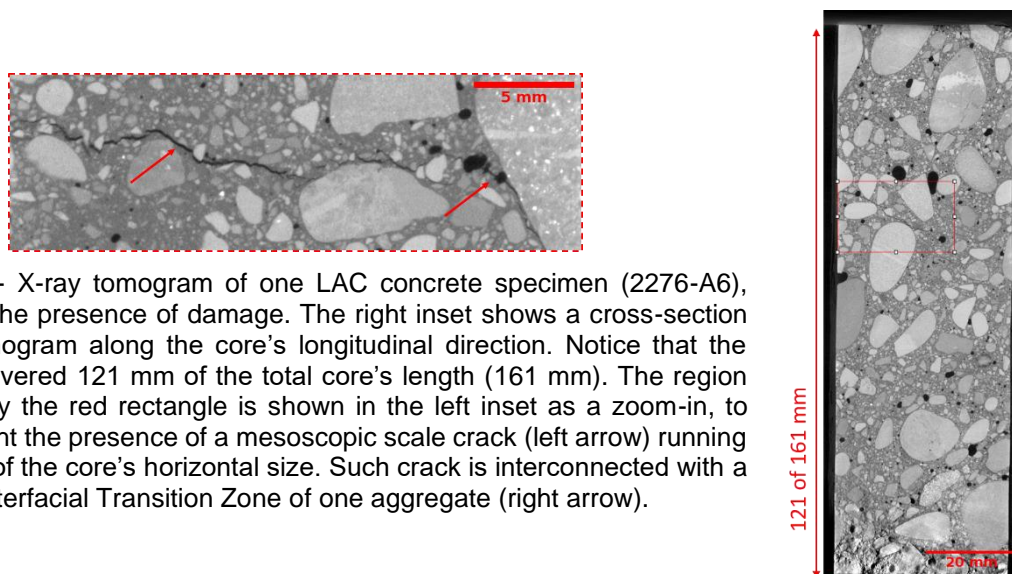 5 mm
- X-ray tomogram of one LAC concrete specimen (2276-A6),
he presence of damage. The right inset shows a cross-section
ogram along the core's longitudinal direction. Notice that the
vered 121 mm of the total core's length (161 mm). The region
y the red rectangle is shown in the left inset as a zoom-in, to
nt the presence of a mesoscopic scale crack (left arrow) running
of the core's horizontal size. Such crack is interconnected with a
terfacial Transition Zone of one aggregate (right arrow).
121 of 161 mm
20 mm